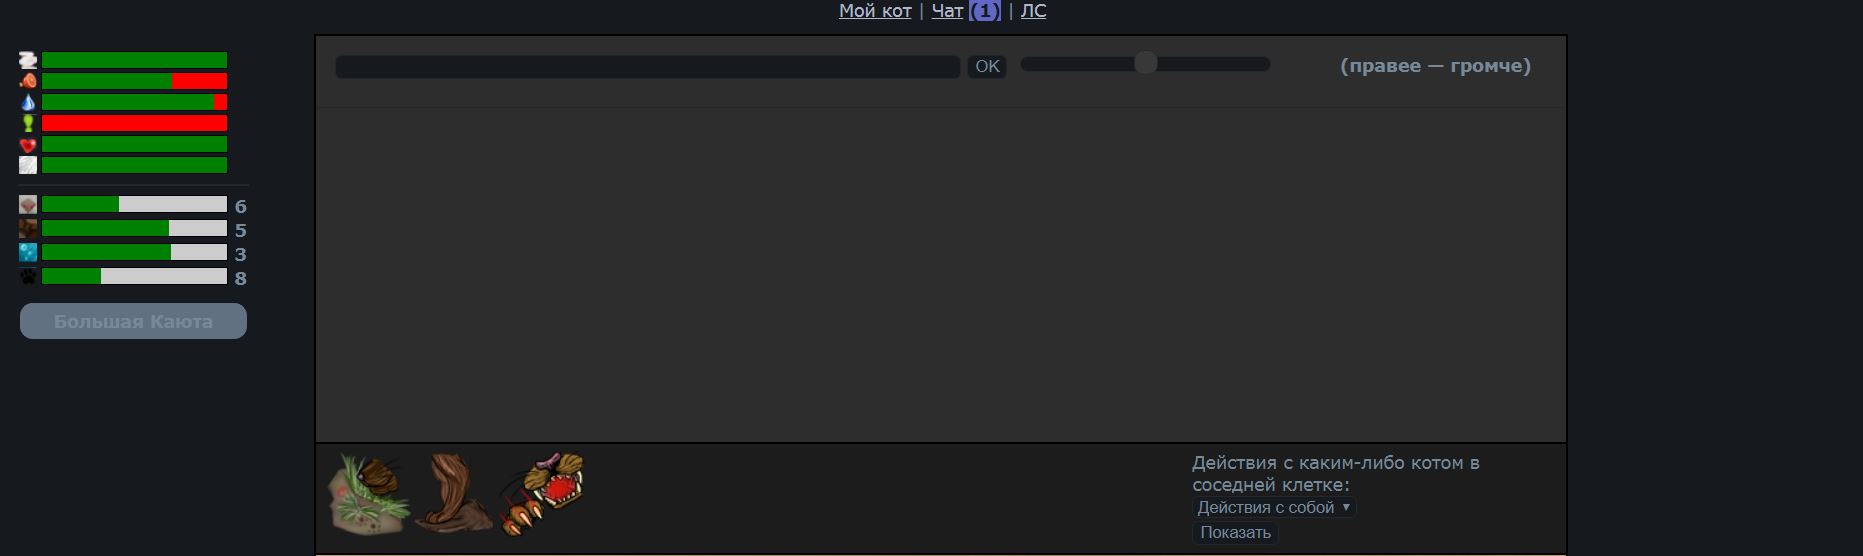 Мой кот | Чат (1) | ЛС
OK
(правее — громче)
6
5
3
8
Большая Каюта
Действия с каким-либо котом в
соседней клетке:
Действия с собой ▼
Показать